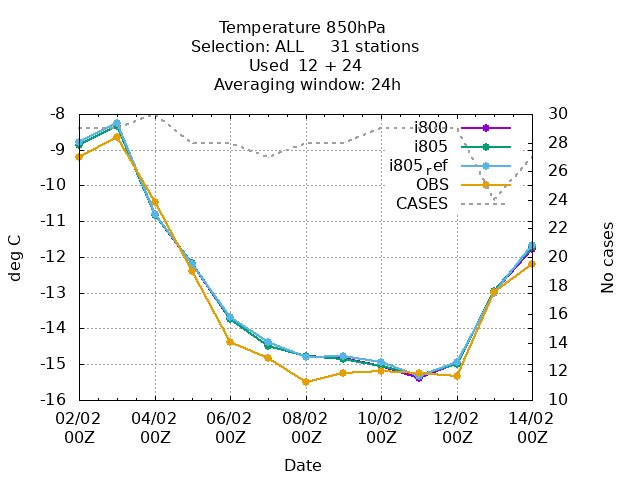 Temperature 850hPa
Selection: ALL 31 stations
Used 12 + 24
Averaging window: 24h
-8
-9
-10
-11
-12
-13
-14
-15
-16
30
28
26
24
22
20
18
16
14
12
10
i800
i805
i805ref
OBS
CASES
deg C
No cases
02/02 04/02 06/02 08/02 10/02 12/02 14/02
00Z 00Z 00Z 00Z 00Z 00Z 00Z
Date